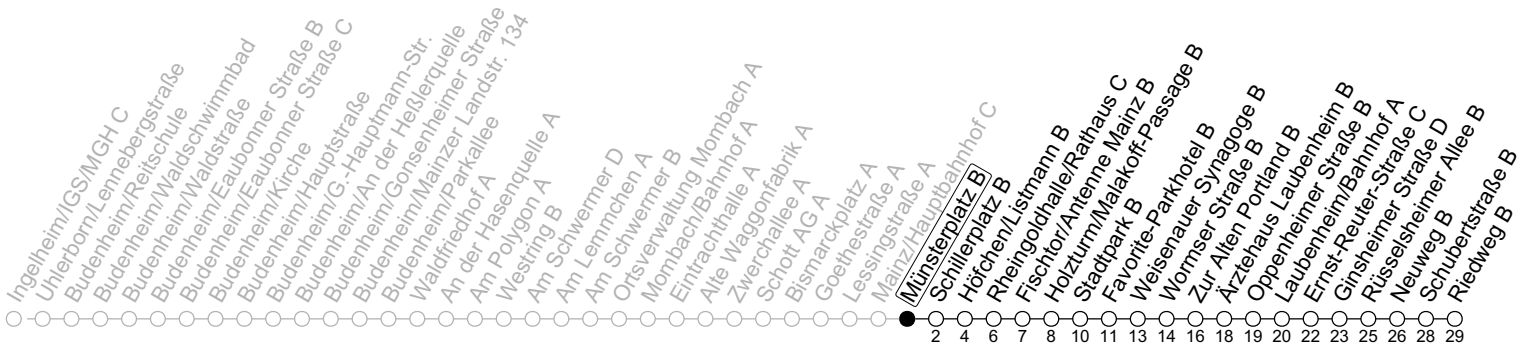 Ingelheim/IGS/MGH C
Uhlerborn/Lennebergstraße
Budenheim/Reitschule
Budenheim/Waldschwimmbad
Budenheim/Waldstraße
Budenheim/Eaubonner Straße B
Budenheim/Eaubonner Straße C
Budenheim/Kirche
Budenheim/Hauptstraße
Budenheim/G.-Hauptmann-Str.
Budenheim/An der Heßlerquelle
Budenheim/Gonsenheimer Straße
Budenheim/Mainzer Landstr. 134
Budenheim/Parkallee
Waldfriedhof A
An der Hasenquelle A
Am Polygon A
Westring B
Am Schwermer D
Am Lemmchen A
Am Schwermer B
Ortsverwaltung Mombach A
Mombach/Bahnhof A
Eintrachthalle A
Alte Waggonfabrik A
Zwerchallee A
Schott AG A
Bismarckplatz A
Goethestraße A
Lessingstraße A
Mainz/Hauptbahnhof C
Münsterplatz B
Schillerplatz B
Höfchen/Listmann B
Rheingoldhalle/Rathaus C
Fischtor/Antenne Mainz B
Holzturm/Malakoff-Passage B
Stadtpark B
Favorite-Parkhotel B
Weisenauer Synagoge B
Wormser Straße B
Zur Alten Portland B
Ärztehaus Laubenheim B
Oppenheimer Straße B
Laubenheim/Bahnhof A
Ernst-Reuter-Straße C
Ginsheimer Straße D
Rüsselsheimer Allee B
Neuweg B
Schubertstraße B
Riedweg B
2 4 6 7 8 10 11 13 14 16 18 19 20 22 23 25 26 28 29